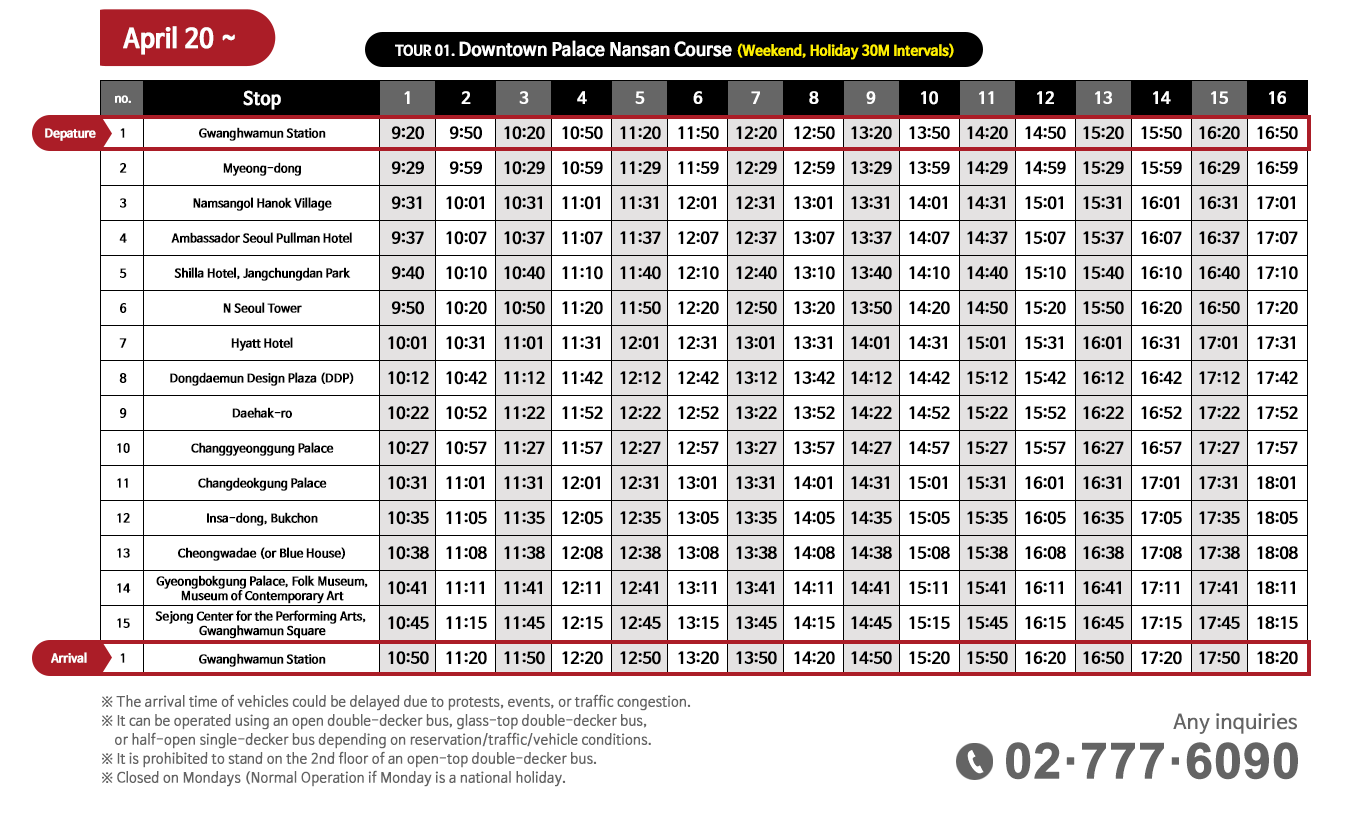 April 20 ~
TOUR 01. Downtown Palace Nansan Course (Weekend, Holiday 30M Intervals)
no. Stop 1 2 3 4 5 6 7 8 9 10 11 12 13 14 15 16
Depature 1 Gwanghwamun Station 9:20 9:50 10:20 10:50 11:20 11:50 12:20 12:50 13:20 13:50 14:20 14:50 15:20 15:50 16:20 16:50
2 Myeong-dong 9:29 9:59 10:29 10:59 11:29 11:59 12:29 12:59 13:29 13:59 14:29 14:59 15:29 15:59 16:29 16:59
3 Namsangol Hanok Village 9:31 10:01 10:31 11:01 11:31 12:01 12:31 13:01 13:31 14:01 14:31 15:01 15:31 16:01 16:31 17:01
4 Ambassador Seoul Pullman Hotel 9:37 10:07 10:37 11:07 11:37 12:07 12:37 13:07 13:37 14:07 14:37 15:07 15:37 16:07 16:37 17:07
5 Shilla Hotel, Jangchungdan Park 9:40 10:10 10:40 11:10 11:40 12:10 12:40 13:10 13:40 14:10 14:40 15:10 15:40 16:10 16:40 17:10
6 N Seoul Tower 9:50 10:20 10:50 11:20 11:50 12:20 12:50 13:20 13:50 14:20 14:50 15:20 15:50 16:20 16:50 17:20
7 Hyatt Hotel 10:01 10:31 11:01 11:31 12:01 12:31 13:01 13:31 14:01 14:31 15:01 15:31 16:01 16:31 17:01 17:31
8 Dongdaemun Design Plaza (DDP) 10:12 10:42 11:12 11:42 12:12 12:42 13:12 13:42 14:12 14:42 15:12 15:42 16:12 16:42 17:12 17:42
9 Daehak-ro 10:22 10:52 11:22 11:52 12:22 12:52 13:22 13:52 14:22 14:52 15:22 15:52 16:22 16:52 17:22 17:52
10 Changgyeonggung Palace 10:27 10:57 11:27 11:57 12:27 12:57 13:27 13:57 14:27 14:57 15:27 15:57 16:27 16:57 17:27 17:57
11 Changdeokgung Palace 10:31 11:01 11:31 12:01 12:31 13:01 13:31 14:01 14:31 15:01 15:31 16:01 16:31 17:01 17:31 18:01
12 Insa-dong, Bukchon 10:35 11:05 11:35 12:05 12:35 13:05 13:35 14:05 14:35 15:05 15:35 16:05 16:35 17:05 17:35 18:05
13 Cheongwadae (or Blue House) 10:38 11:08 11:38 12:08 12:38 13:08 13:38 14:08 14:38 15:08 15:38 16:08 16:38 17:08 17:38 18:08
14 Gyeongbokgung Palace, Folk Museum,
Museum of Contemporary Art 10:41 11:11 11:41 12:11 12:41 13:11 13:41 14:11 14:41 15:11 15:41 16:11 16:41 17:11 17:41 18:11
15 Sejong Center for the Performing Arts,
Gwanghwamun Square 10:45 11:15 11:45 12:15 12:45 13:15 13:45 14:15 14:45 15:15 15:45 16:15 16:45 17:15 17:45 18:15
Arrival 1 Gwanghwamun Station 10:50 11:20 11:50 12:20 12:50 13:20 13:50 14:20 14:50 15:20 15:50 16:20 16:50 17:20 17:50 18:20
※ The arrival time of vehicles could be delayed due to protests, events, or traffic congestion.
※ It can be operated using an open double-decker bus, glass-top double-decker bus,
or half-open single-decker bus depending on reservation/traffic/vehicle conditions.
※ It is prohibited to stand on the 2nd floor of an open-top double-decker bus.
※ Closed on Mondays (Normal Operation if Monday is a national holiday.
Any inquiries
02·777·6090